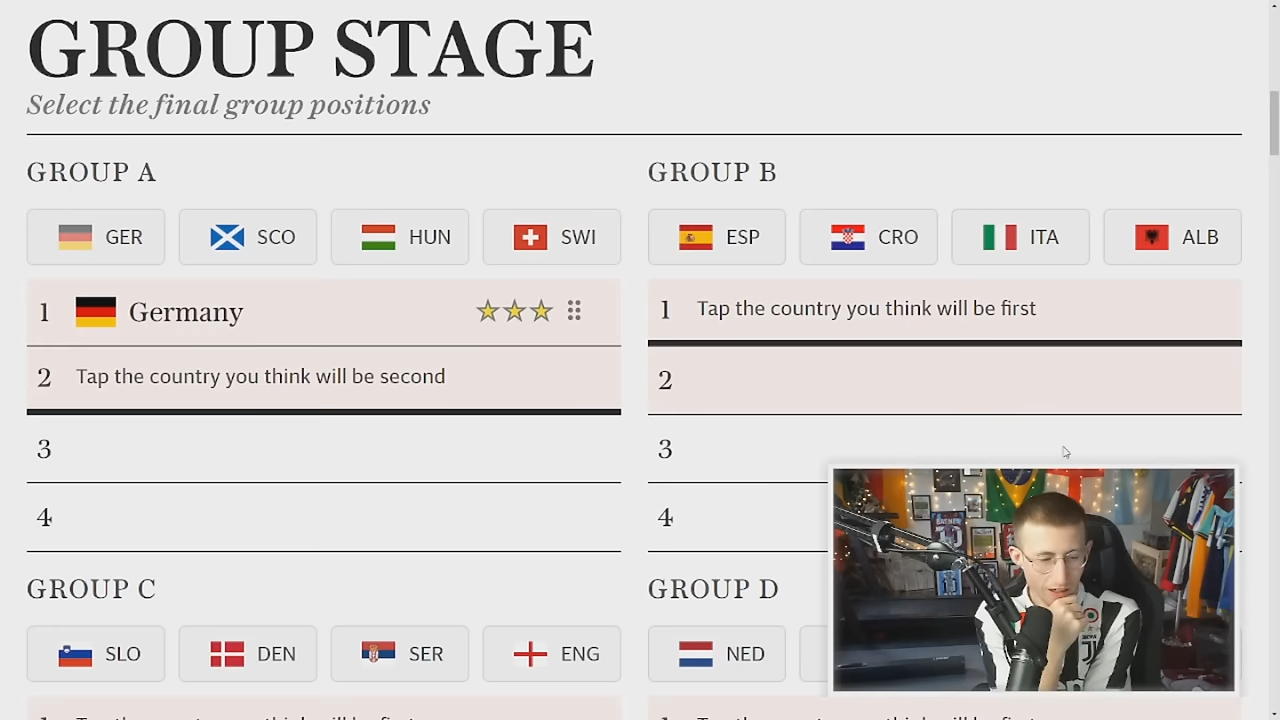 GROUP STAGE
Select the final group positions
GROUP A
GER
SCO
HUN
SWI
1 Germany
2 Tap the country you think will be second
3
4
GROUP B
ESP
CRO
ITA
ALB
1 Tap the country you think will be first
2
3
4
GROUP C
SLO
DEN
SER
ENG
GROUP D
NED